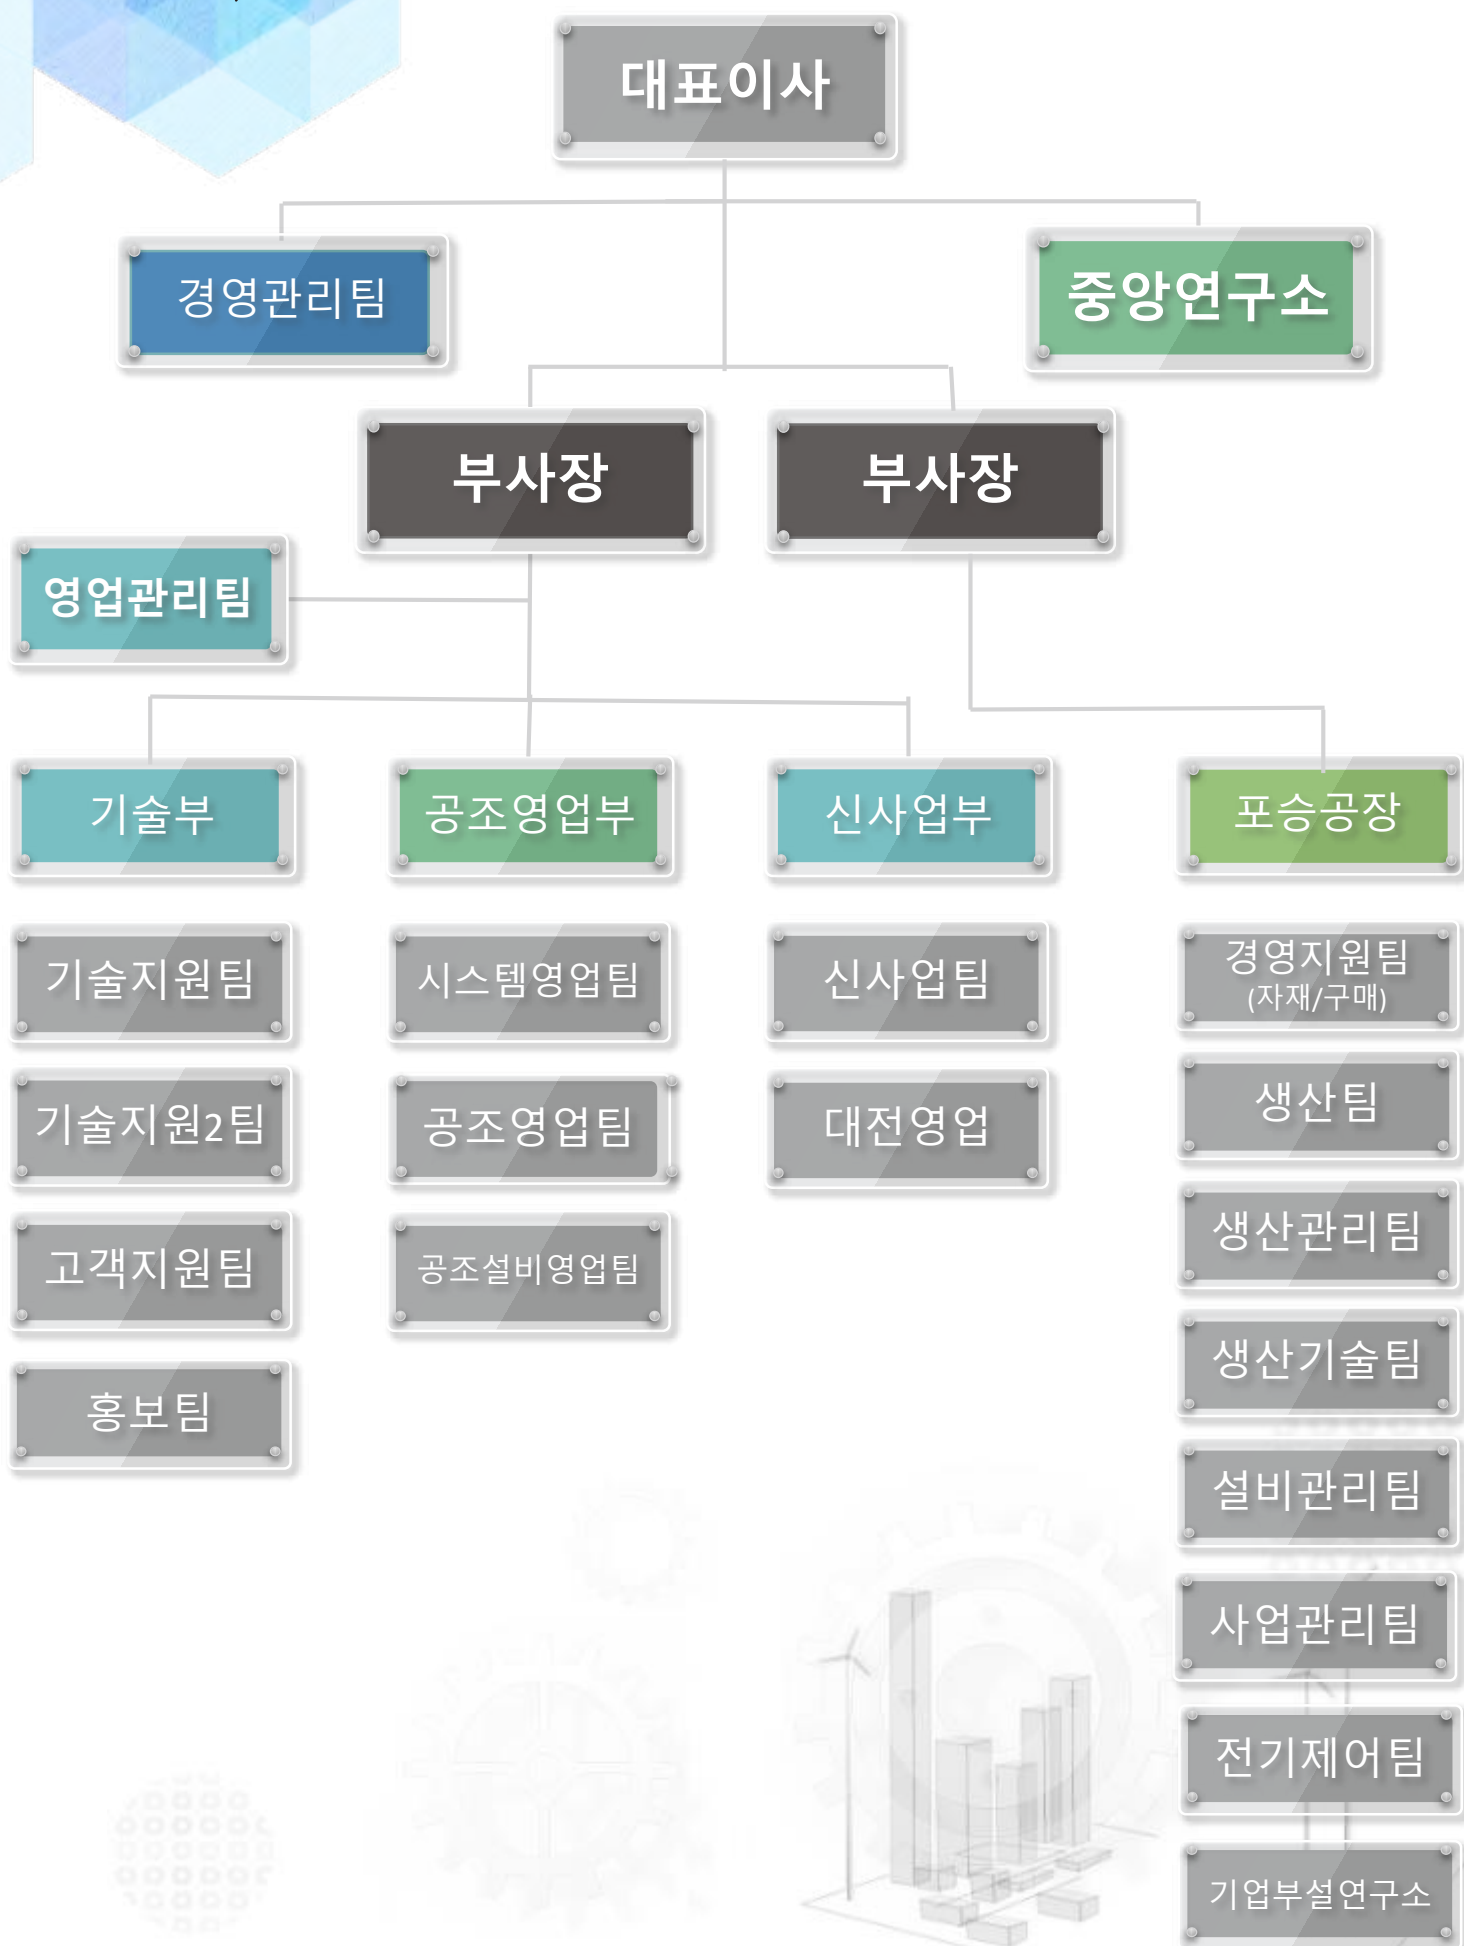 대표이사
경영관리팀
중앙연구소
부사장
부사장
영업관리팀
기술부
공조영업부
신사업부
포승공장
기술지원팀
기술지원2팀
고객지원팀
홍보팀
시스템영업팀
공조영업팀
공조설비영업팀
신사업팀
대전영업
경영지원팀
(자재/구매)
생산팀
생산관리팀
생산기술팀
설비관리팀
사업관리팀
전기제어팀
기업부설연구소